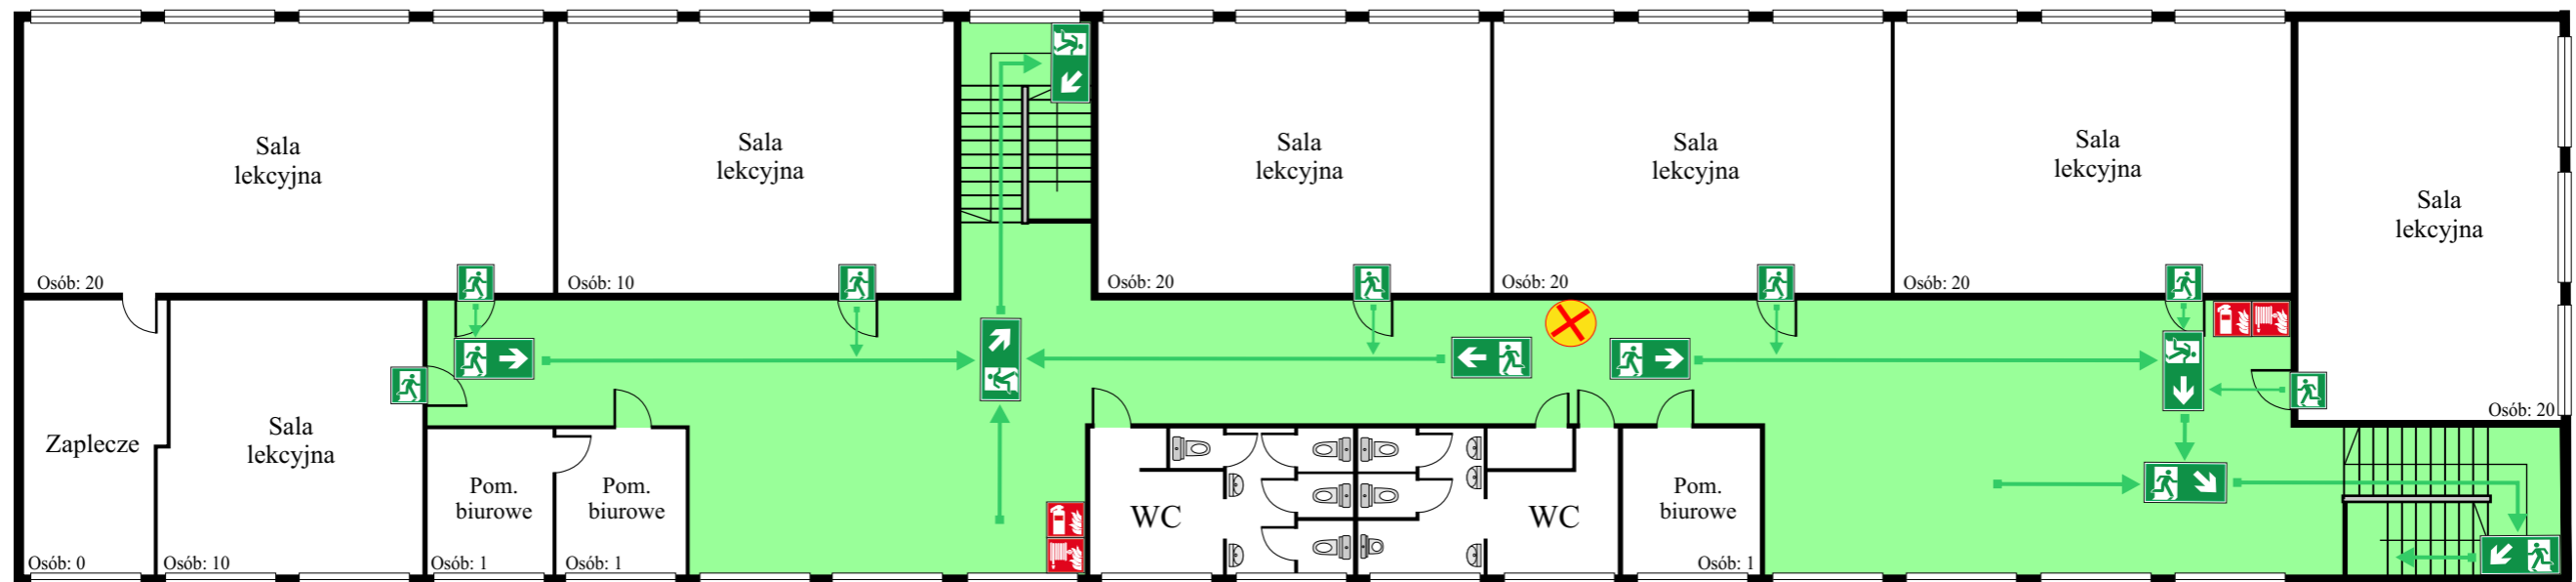 Sala
lekcyjna
Osób: 20
Sala
lekcyjna
Osób: 10
Sala
lekcyjna
Osób: 20
Sala
lekcyjna
Osób: 20
Sala
lekcyjna
Osób: 20
Sala
lekcyjna
Osób: 20
Zaplecze
Osób: 0
Sala
lekcyjna
Osób: 10
Pom.
biurowe
Osób: 1
Pom.
biurowe
Osób: 1
WC
WC
Pom.
biurowe
Osób: 1